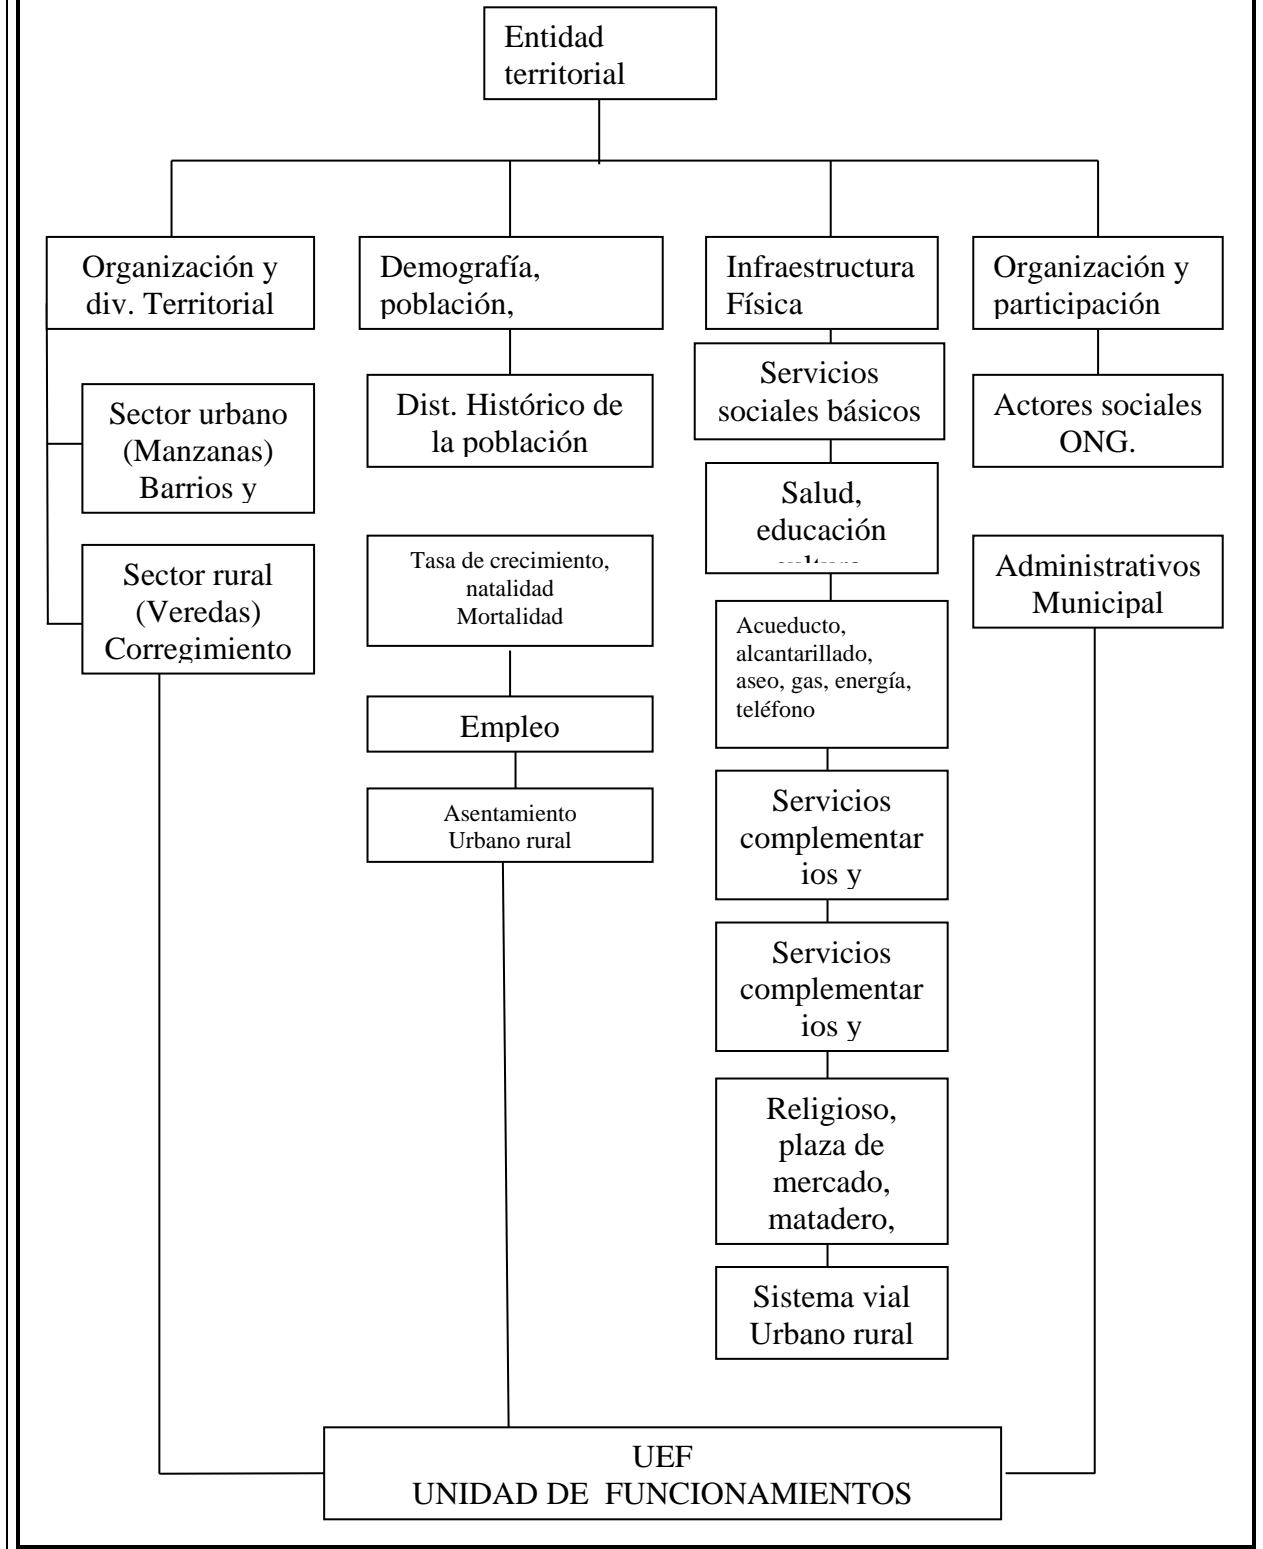 Entidad
territorial
Organización y
div. Territorial
Demografía,
población,
Infraestructura
Física
Organización y
participación
Sector urbano
(Manzanas)
Barrios y
Sector rural
(Veredas)
Corregimiento
Dist. Histórico de
la población
Tasa de crecimiento,
natalidad
Mortalidad
Empleo
Asentamiento
Urbano rural
Servicios
sociales básicos
Salud,
educación
Acueducto,
alcantarillado,
aseo, gas, energía,
teléfono
Servicios
complementar
ios y
Servicios
complementar
ios y
Religioso,
plaza de
mercado,
matadero,
Sistema vial
Urbano rural
Actores sociales
ONG.
Administrativos
Municipal
UEF
UNIDAD DE  FUNCIONAMIENTOS